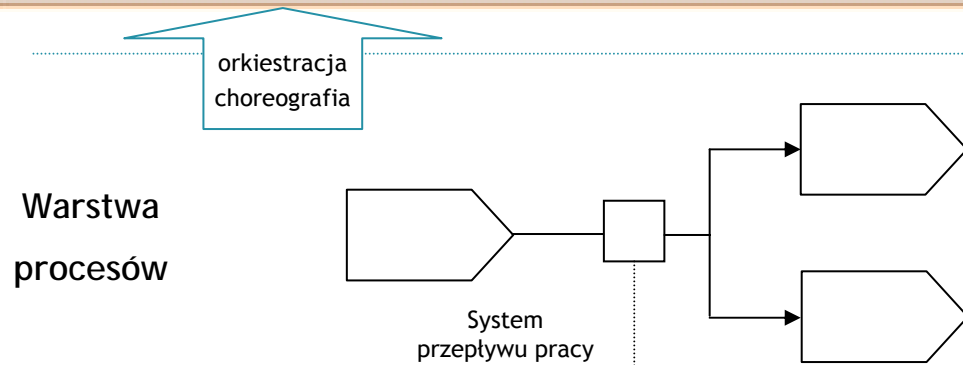 orkiestracja
choreografia
Warstwa
procesów
System
przepływu pracy